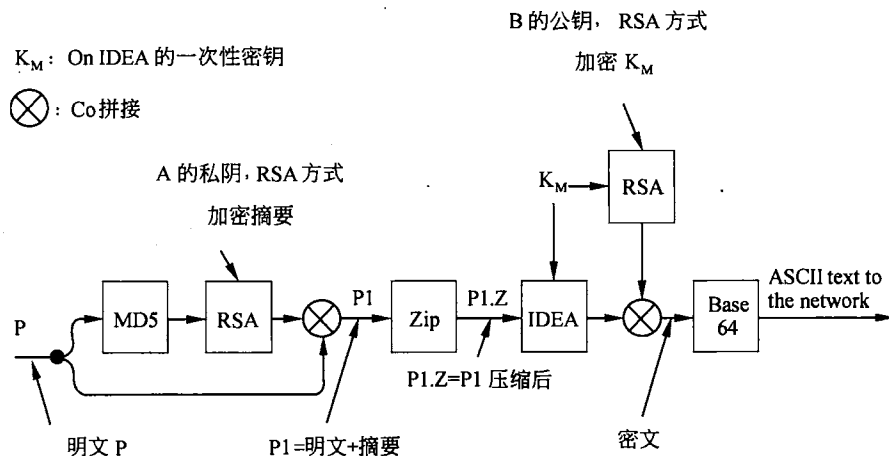 B 的公钥， RSA 方式
加密 K_M
K_M：On IDEA 的一次性密钥
：Co 拼接
A 的私阴，RSA 方式
加密摘要
K_M
RSA
P
MD5
RSA
P1
Zip
P1.Z
IDEA
Base
64
ASCII text to
the network
P1.Z=P1 压缩后
明文 P
P1=明文+摘要
密文